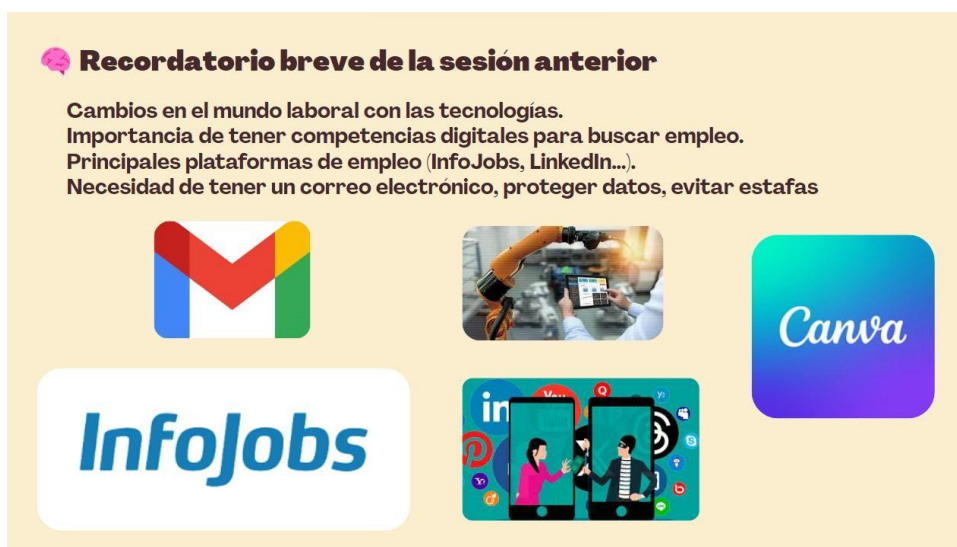 Recordatorio breve de la sesión anterior
Cambios en el mundo laboral con las tecnologías.
Importancia de tener competencias digitales para buscar empleo.
Principales plataformas de empleo (InfoJobs, LinkedIn...).
Necesidad de tener un correo electrónico, proteger datos, evitar estafas
Canva
InfoJobs
in
You